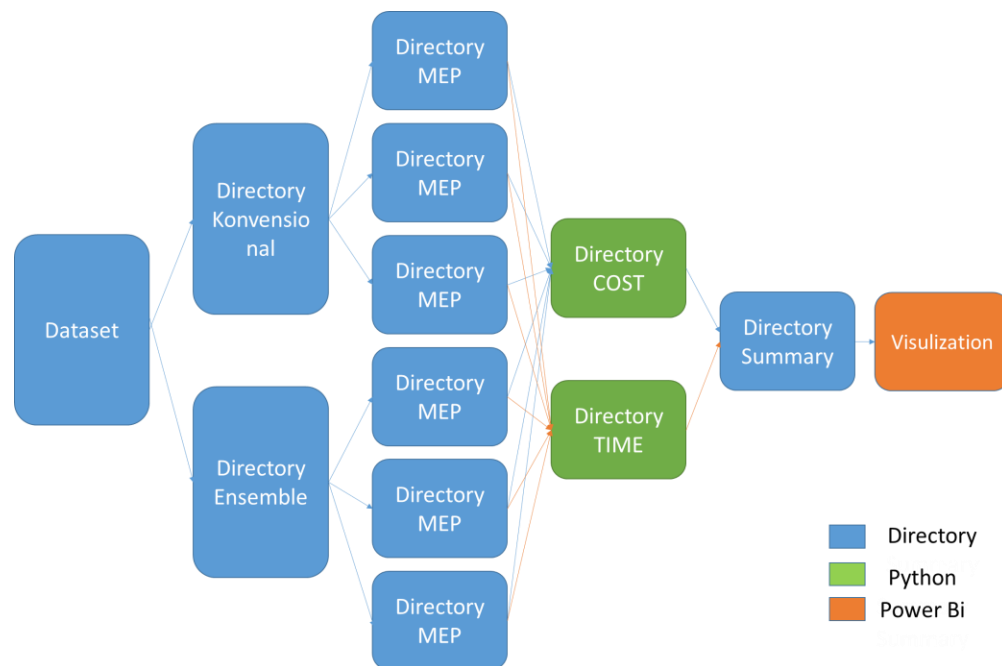 Dataset
Directory
Konvensio
nal
Directory
Ensemble
Directory
MEP
Directory
MEP
Directory
MEP
Directory
MEP
Directory
MEP
Directory
MEP
Directory
COST
Directory
TIME
Directory
Summary
Visulization
Directory
Python
Power Bi